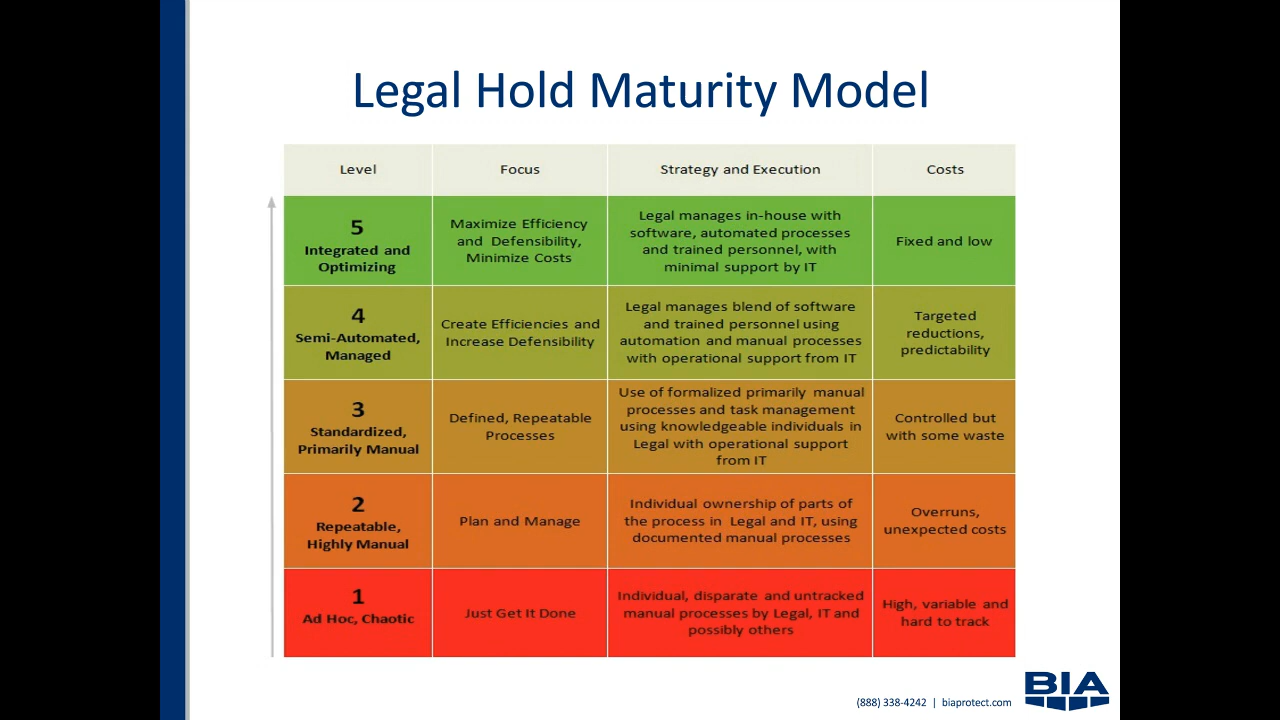 Legal Hold Maturity Model
Level
Focus
Strategy and Execution
Costs
5
Integrated and
Optimizing
Maximize Efficiency
and Defensibility,
Minimize Costs
Legal manages in-house with
software, automated processes
and trained personnel, with
minimal support by IT
Fixed and low
4
Semi-Automated,
Managed
Create Efficiencies and
Increase Defensibility
Legal manages blend of software
and trained personnel using
automation and manual processes
with operational support from IT
Targeted
reductions,
predictability
3
Standardized,
Primarily Manual
Defined, Repeatable
Processes
Use of formalized primarily manual
processes and task management
using knowledgeable individuals in
Legal with operational support
from IT
Controlled but
with some waste
2
Repeatable,
Highly Manual
Plan and Manage
Individual ownership of parts of
the process in Legal and IT, using
documented manual processes
Overruns,
unexpected costs
1
Ad Hoc, Chaotic
Just Get It Done
Individual, disparate and untracked
manual processes by Legal, IT and
possibly others
High, variable and
hard to track
(888) 338-4242 | biaprotect.com
BIA